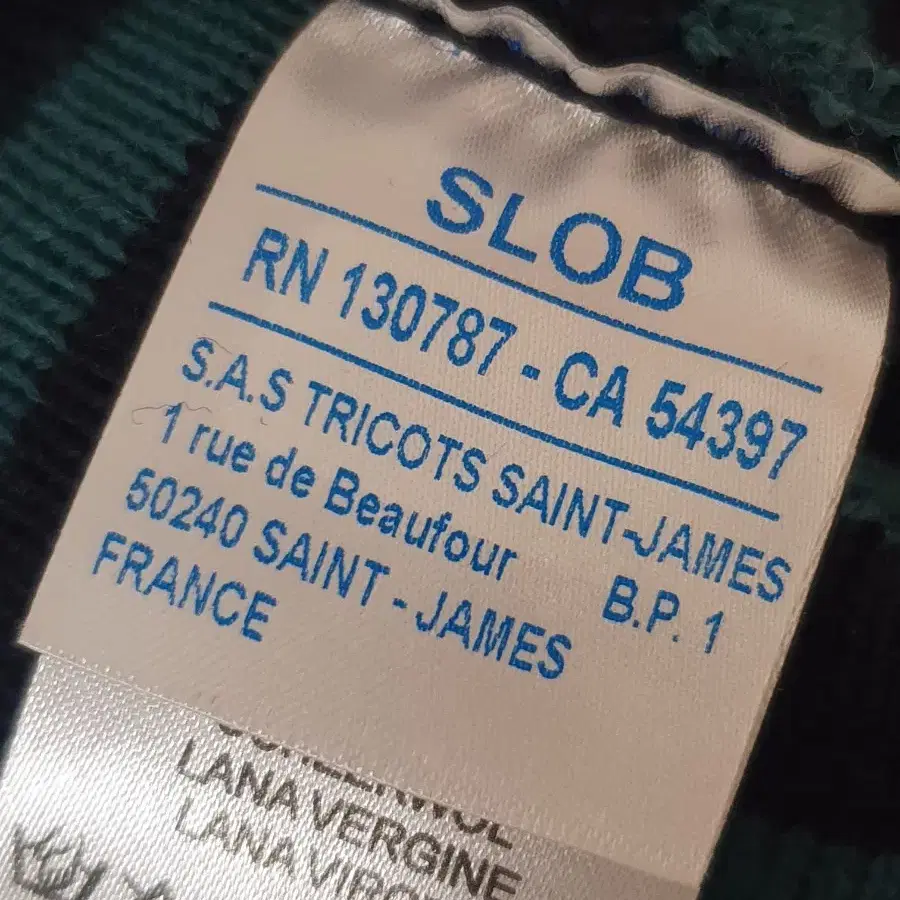 SLOB
RN 130787 - CA 54397
S.A.S TRICOTS SAINT-JAMES
1 rue de Beaufour B.P. 1
50240 SAINT - JAMES
FRANCE
LANA VERGINE
LANA